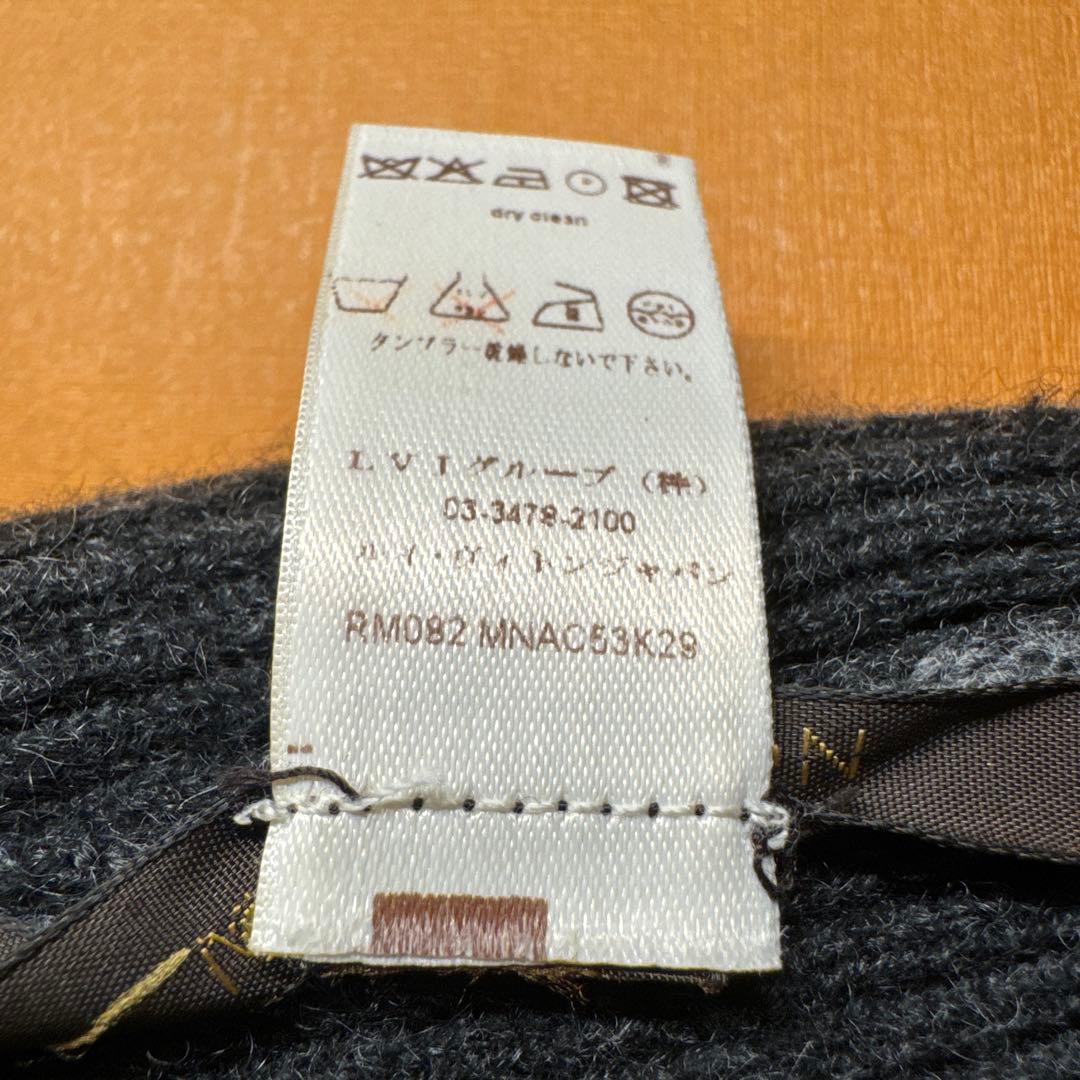 dry clean
タンブラー乾燥しないで下さい。
LVJグループ（株）
03-3478-2100
ルイ・ヴィトンジャパン
RM082 MNAC53K29